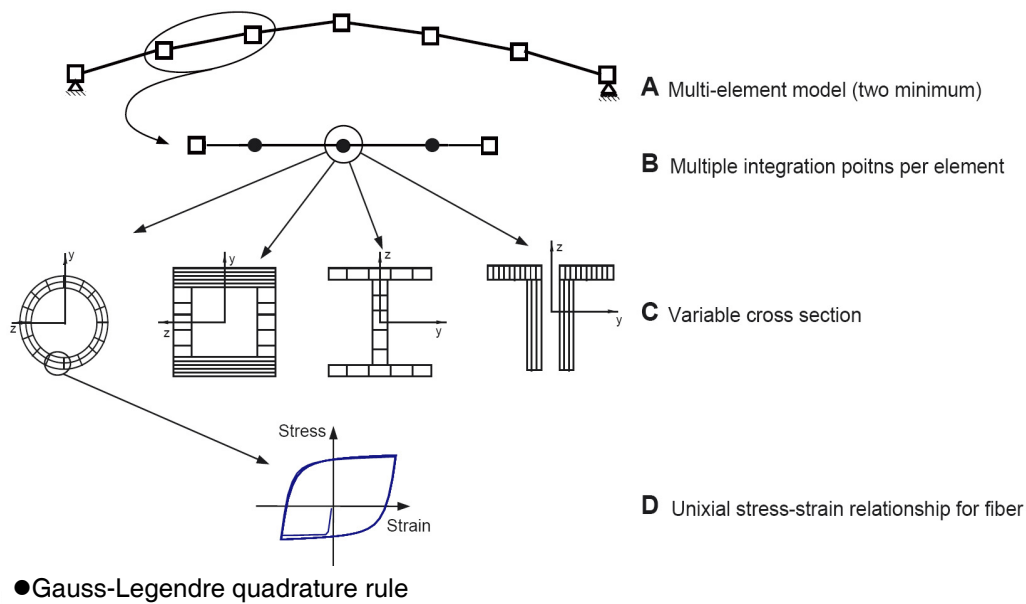 A Multi-element model (two minimum)
B Multiple integration poitns per element
y
z
y
z
z
y
z
y
C Variable cross section
Stress
Strain
D Unixial stress-strain relationship for fiber
●Gauss-Legendre quadrature rule